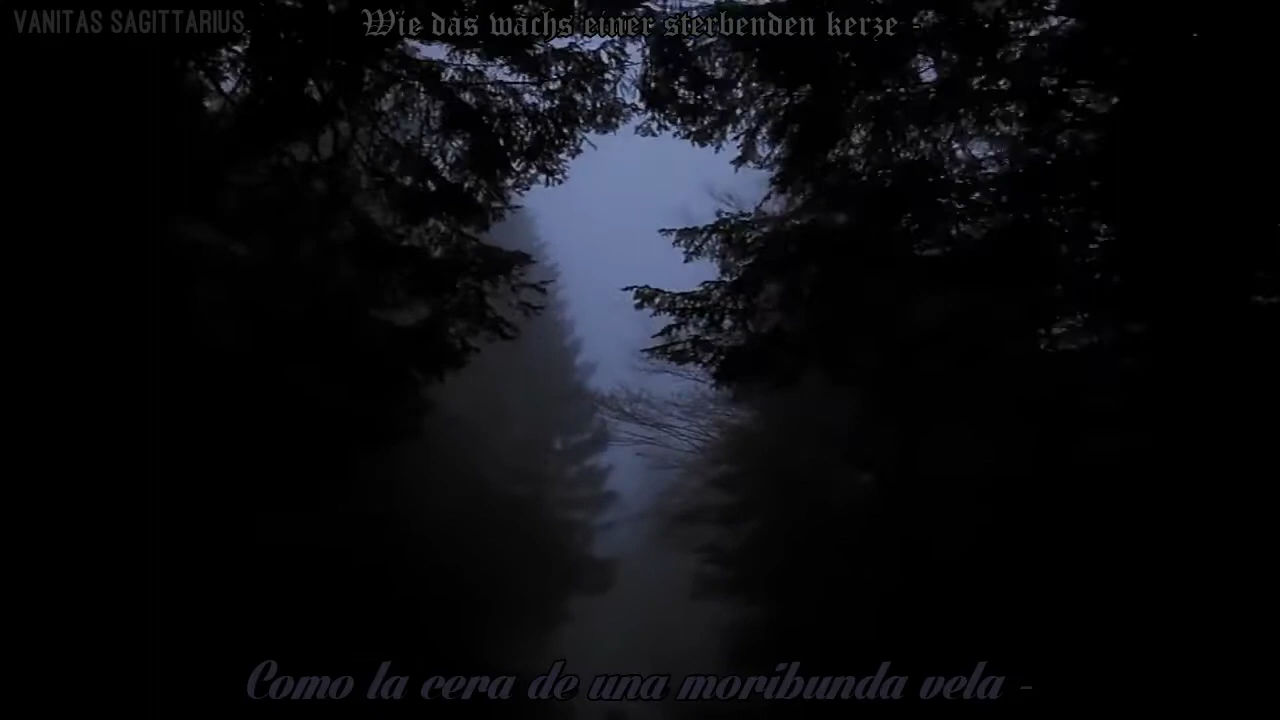 VANITAS SAGITTARIUS
Wie das wachs einer sterbenden kerze -
Como la cera de una moribunda vela -